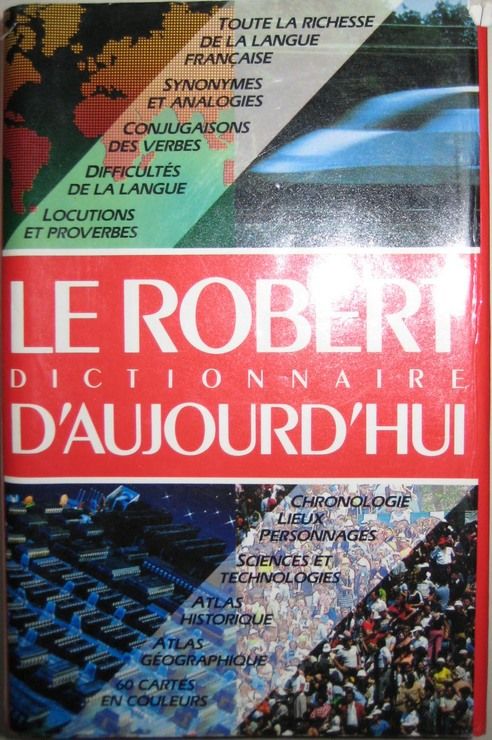 TOUTE LA RICHESSE
DE LA LANGUE
FRANÇAISE
SYNONYMES
ET ANALOGIES
CONJUGAISONS
DES VERBES
DIFFICULTÉS
DE LA LANGUE
LOCUTIONS
ET PROVERBES
LE ROBERT
DICTIONNAIRE
D'AUJOURD'HUI
CHRONOLOGIE
LIEUX
PERSONNAGES
SCIENCES ET
TECHNOLOGIES
ATLAS
HISTORIQUE
ATLAS
GÉOGRAPHIQUE
60 CARTES
EN COULEURS